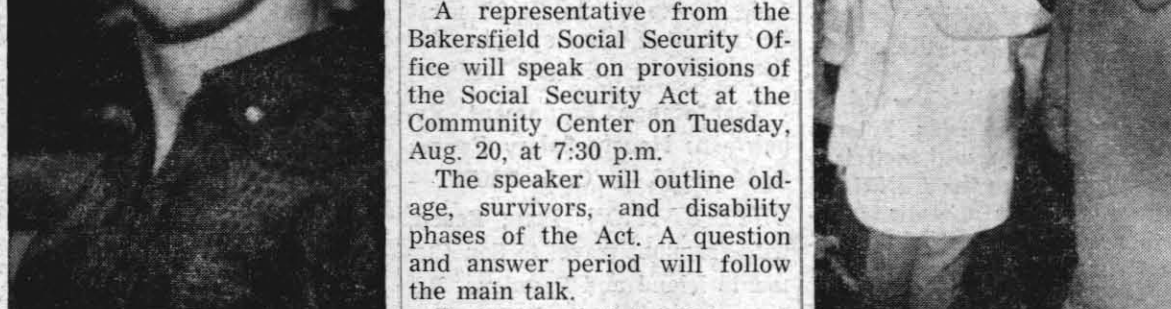 A representative from the
Bakersfield Social Security Of-
fice will speak on provisions of
the Social Security Act at the
Community Center on Tuesday,
Aug. 20, at 7:30 p.m.
The speaker will outline old-
age, survivors, and disability
phases of the Act. A question
and answer period will follow
the main talk.